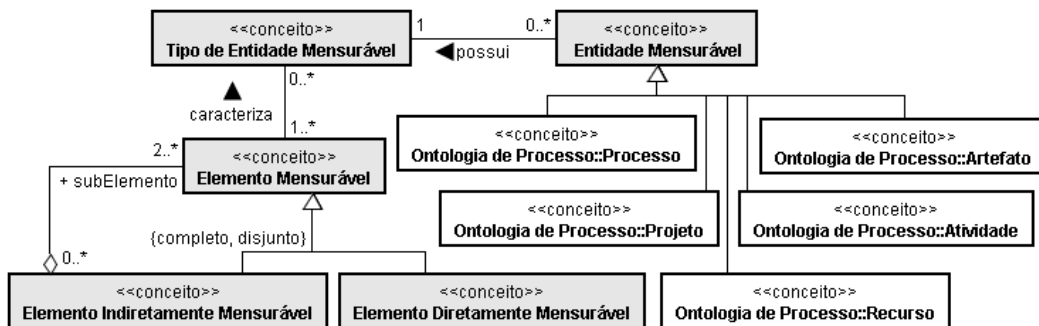 <<conceito>>
Tipo de Entidade Mensurável
1
0..*
possui
<<conceito>>
Entidade Mensurável
0..*
caracteriza
1..*
<<conceito>>
Ontologia de Processo::Processo
<<conceito>>
Ontologia de Processo::Artefato
2..*
+ subElemento
<<conceito>>
Elemento Mensurável
<<conceito>>
Ontologia de Processo::Projeto
<<conceito>>
Ontologia de Processo::Atividade
{completo, disjunto}
0..*
<<conceito>>
Elemento Indiretamente Mensurável
<<conceito>>
Elemento Diretamente Mensurável
<<conceito>>
Ontologia de Processo::Recurso